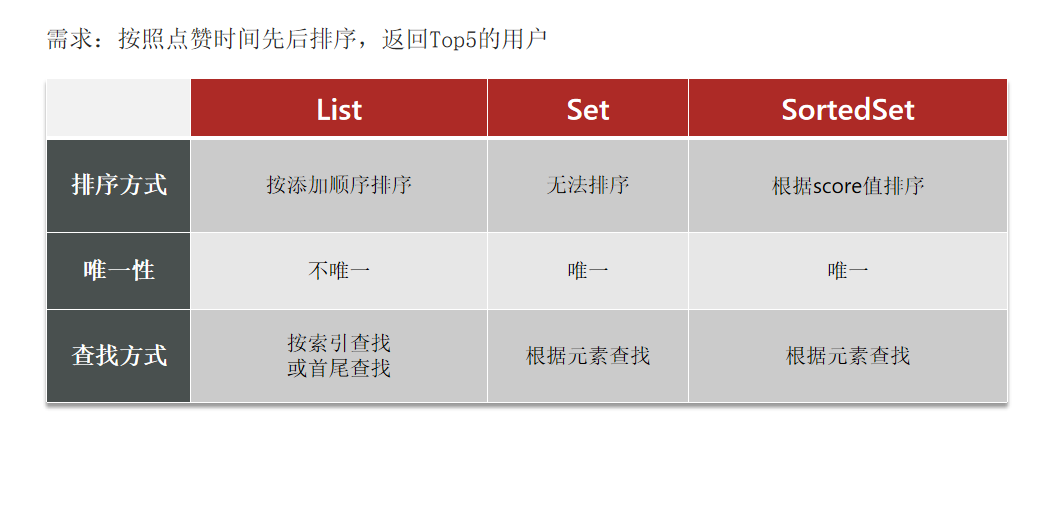 需求：按照点赞时间先后排序，返回Top5的用户
List Set SortedSet
排序方式 按添加顺序排序 无法排序 根据score值排序
唯一性 不唯一 唯一 唯一
查找方式 按索引查找
或首尾查找 根据元素查找 根据元素查找